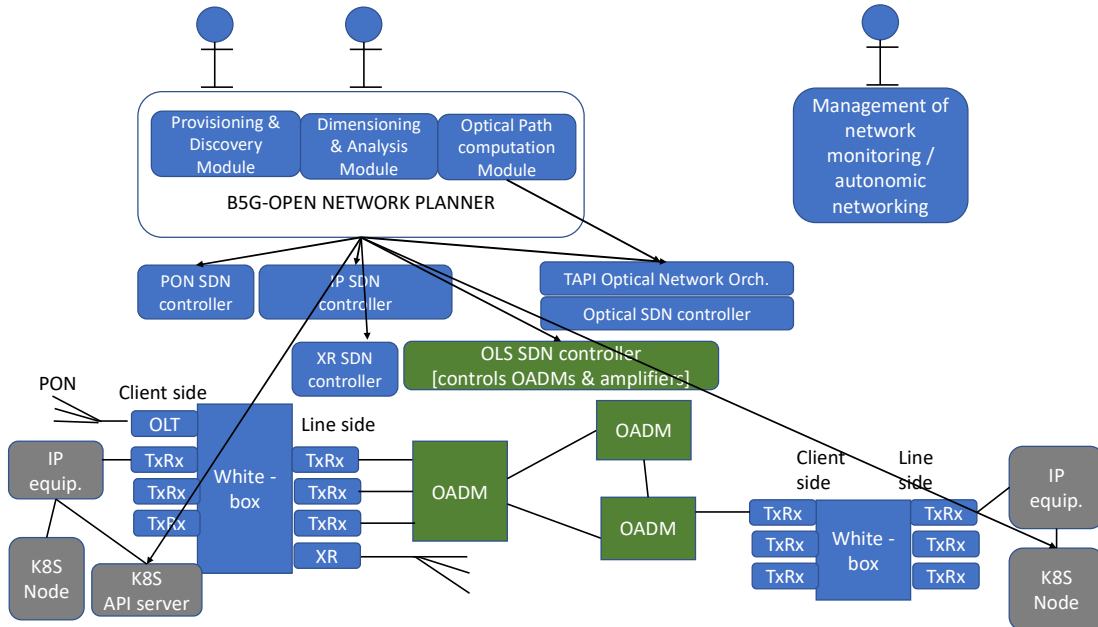 Provisioning &
Discovery
Module
Dimensioning
& Analysis
Module
Optical Path
computation
Module
B5G-OPEN NETWORK PLANNER
Management of
network
monitoring /
autonomic
networking
PON SDN
controller
IP SDN
controller
TAPI Optical Network Orch.
Optical SDN controller
XR SDN
controller
OLS SDN controller
[controls OADMs & amplifiers]
PON
Client side
OLT
Line side
IP
equip.
TxRx
TxRx
TxRx
White -
box
TxRx
TxRx
TxRx
XR
OADM
OADM
OADM
Client
side
Line
side
TxRx
TxRx
TxRx
White -
box
TxRx
TxRx
TxRx
IP
equip.
K8S
Node
K8S
API server
K8S
Node